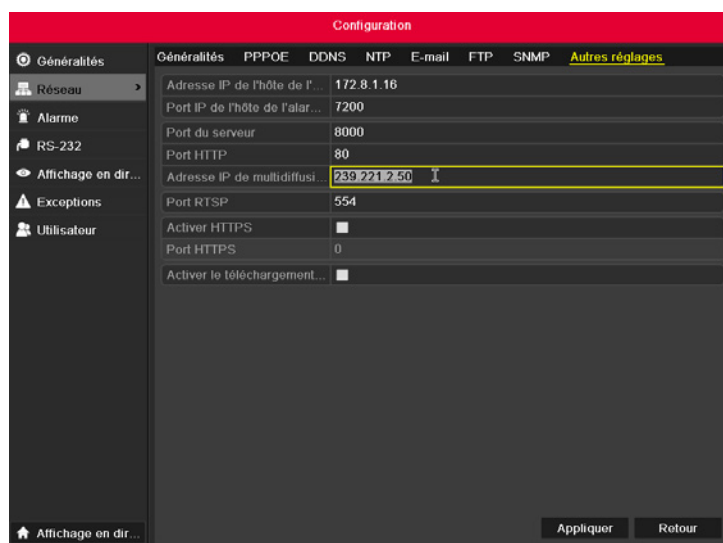 Configuration
Généralités
Réseau
Alarme
RS-232
Affichage en dir...
Exceptions
Utilisateur
Affichage en dir...
Généralités PPPOE DDNS NTP E-mail FTP SNMP Autres réglages
Adresse IP de l'hôte de l'... 172.8.1.16
Port IP de l'hôte de l'alar... 7200
Port du serveur 8000
Port HTTP 80
Adresse IP de multidiffusi... 239.221.2.50
Port RTSP 554
Activer HTTPS
Port HTTPS 0
Activer le téléchargement...
Appliquer Retour